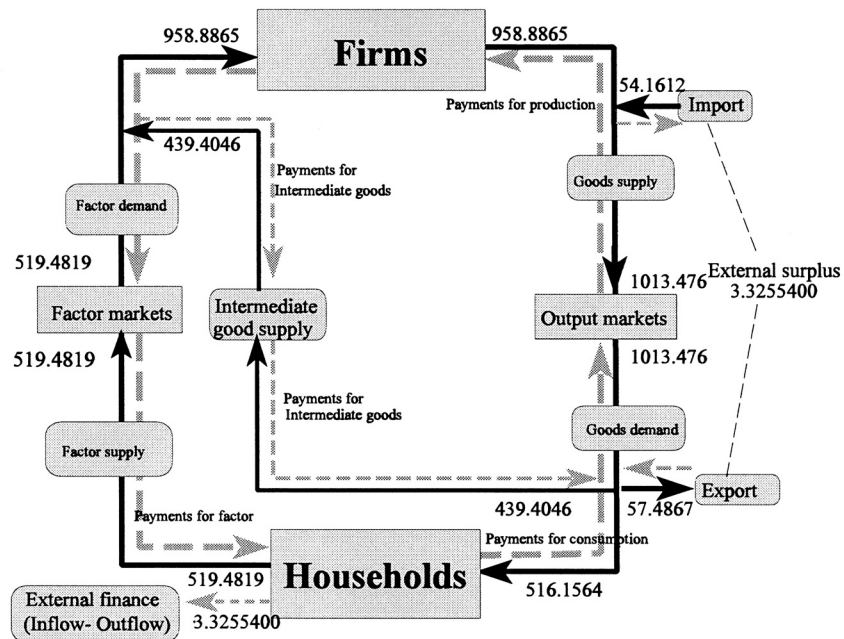 958.8865
Firms
958.8865
Payments for production
54.1612
Import
439.4046
Payments for
Intermediate goods
Goods supply
Factor demand
519.4819
Factor markets
Intermediate
good supply
1013.476
Output markets
External surplus
3.3255400
519.4819
1013.476
Payments for
Intermediate goods
Goods demand
Factor supply
439.4046
57.4867
Export
Payments for factor
Payments for consumption
519.4819
Households
516.1564
External finance
(Inflow- Outflow)
3.3255400